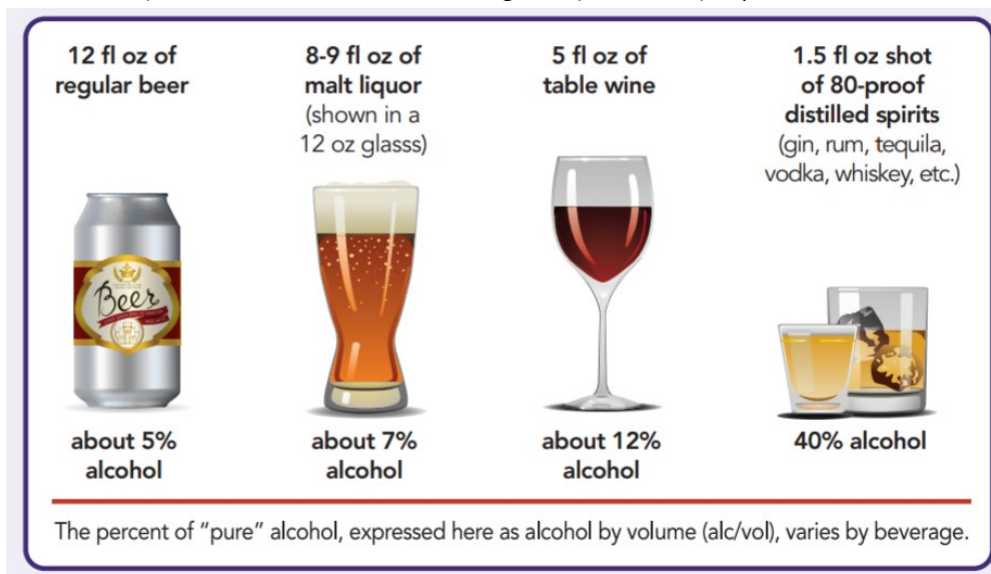 12 fl oz of
regular beer
8-9 fl oz of
malt liquor
(shown in a
12 oz glasss)
5 fl oz of
table wine
1.5 fl oz shot
of 80-proof
distilled spirits
(gin, rum, tequila,
vodka, whiskey, etc.)
Beer
about 5%
alcohol
about 7%
alcohol
about 12%
alcohol
40% alcohol
The percent of “pure” alcohol, expressed here as alcohol by volume (alc/vol), varies by beverage.